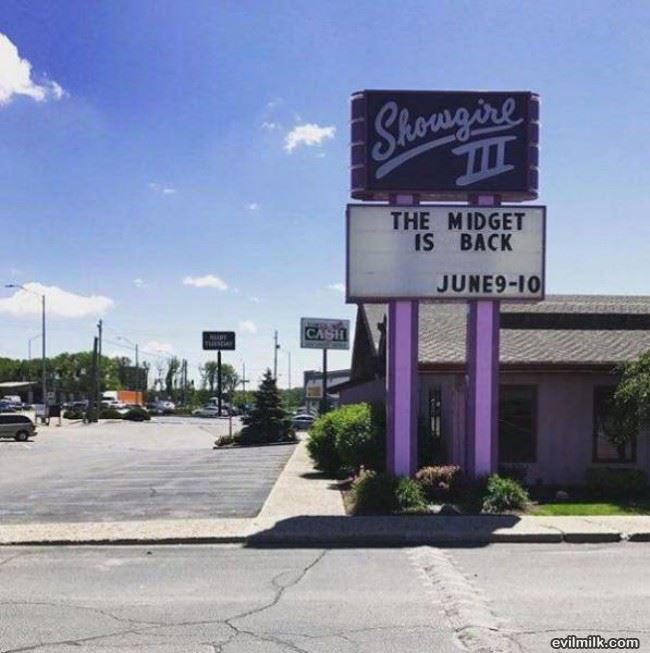 Showgirl
III
THE MIDGET
IS BACK
JUNE9-10
CASH
evilmilk.com